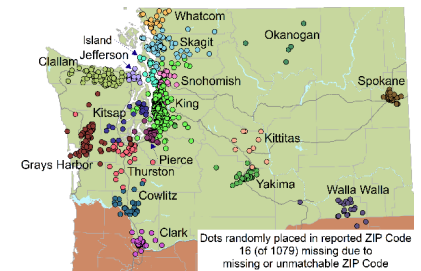 Whatcom
Okanogan
Island
Skagit
Jefferson
Clallam
Snohomish
Spokane
Kitsap
King
Kittitas
Grays Harbor
Pierce
Thurston
Yakima
Walla Walla
Cowlitz
Clark
Dots randomly placed in reported ZIP Code
16 (of 1079) missing due to
missing or unmatchable ZIP Code